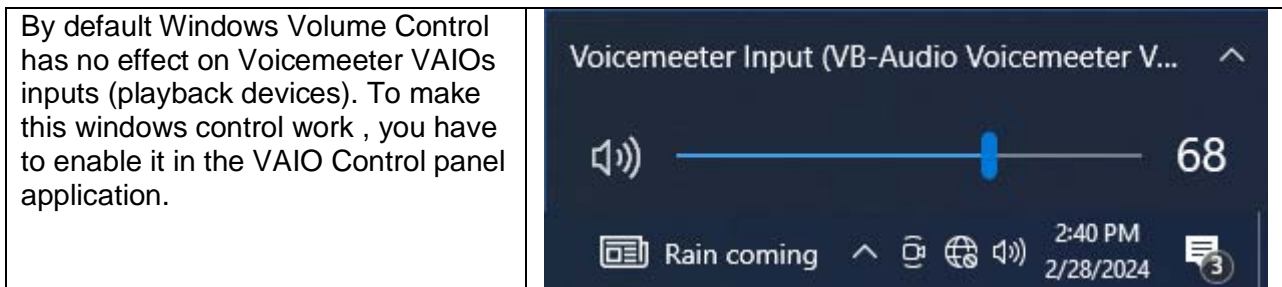 By default Windows Volume Control
has no effect on Voicemeeter VAIOs
inputs (playback devices). To make
this windows control work , you have
to enable it in the VAIO Control panel
application.
Voicemeeter Input (VB-Audio Voicemeeter V...
68
Rain coming
2:40 PM
2/28/2024
3